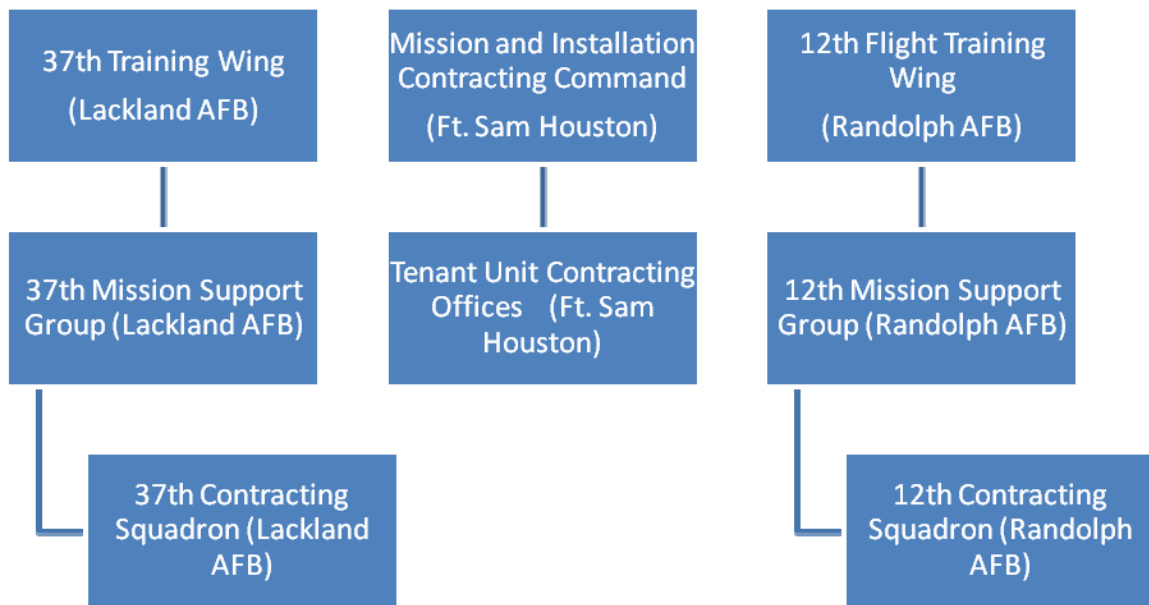 37th Training Wing
(Lackland AFB)
Mission and Installation
Contracting Command
(Ft. Sam Houston)
12th Flight Training
Wing
(Randolph AFB)
37th Mission Support
Group (Lackland AFB)
Tenant Unit Contracting
Offices (Ft. Sam
Houston)
12th Mission Support
Group (Randolph AFB)
37th Contracting
Squadron (Lackland
AFB)
12th Contracting
Squadron (Randolph
AFB)